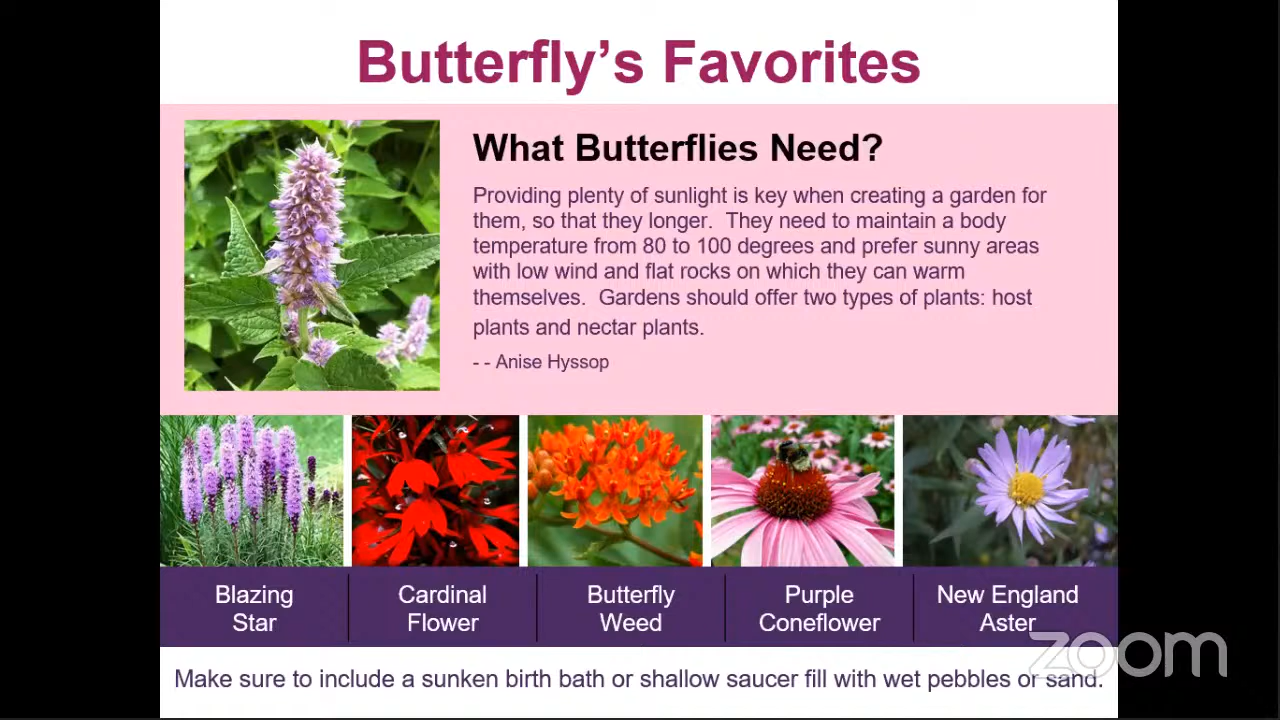 Butterfly's Favorites
What Butterflies Need?
Providing plenty of sunlight is key when creating a garden for
them, so that they longer.  They need to maintain a body
temperature from 80 to 100 degrees and prefer sunny areas
with low wind and flat rocks on which they can warm
themselves.  Gardens should offer two types of plants: host
plants and nectar plants.
- - Anise Hyssop
Blazing
Star
Cardinal
Flower
Butterfly
Weed
Purple
Coneflower
New England
Aster
Make sure to include a sunken birth bath or shallow saucer fill with wet pebbles or sand.
zoom